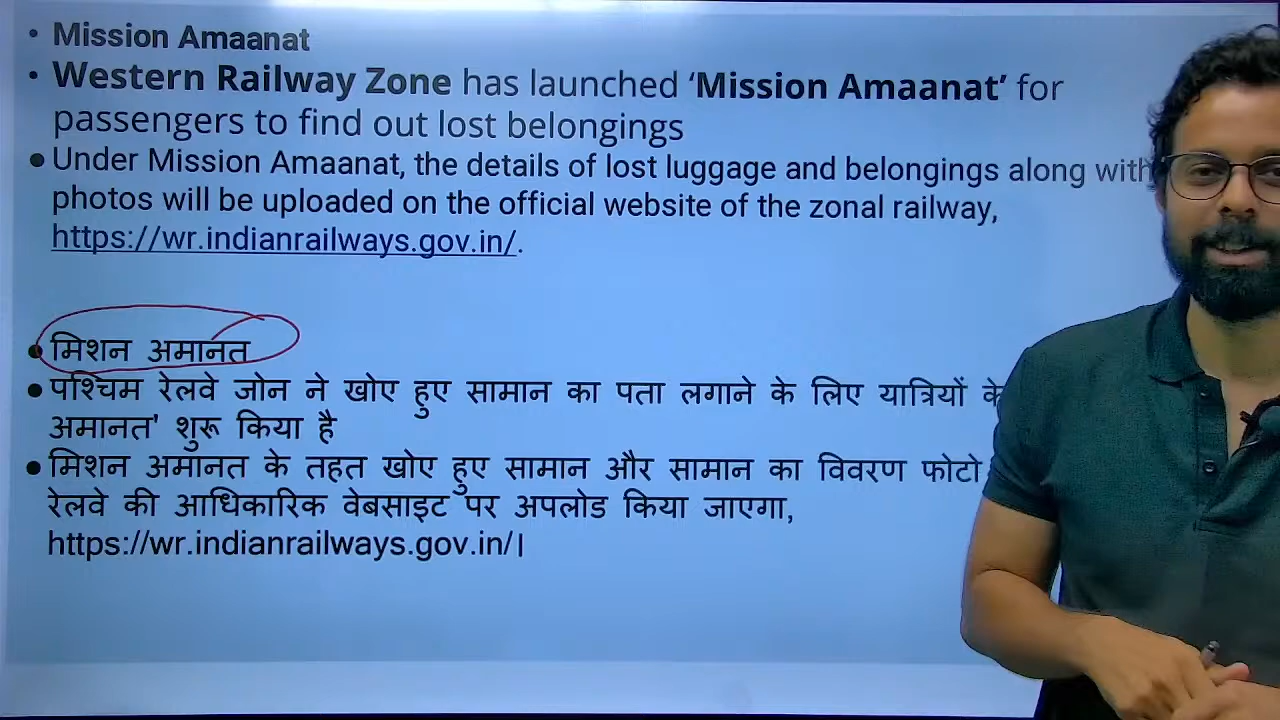 • Mission Amaanat
• Western Railway Zone has launched ‘Mission Amaanat’ for
passengers to find out lost belongings
● Under Mission Amaanat, the details of lost luggage and belongings along with
photos will be uploaded on the official website of the zonal railway,
https://wr.indianrailways.gov.in/.
● मिशन अमानत
● पश्चिम रेलवे जोन ने खोए हुए सामान का पता लगाने के लिए यात्रियों के
अमानत' शुरू किया है
● मिशन अमानत के तहत खोए हुए सामान और सामान का विवरण फोटो
रेलवे की आधिकारिक वेबसाइट पर अपलोड किया जाएगा,
https://wr.indianrailways.gov.in/।